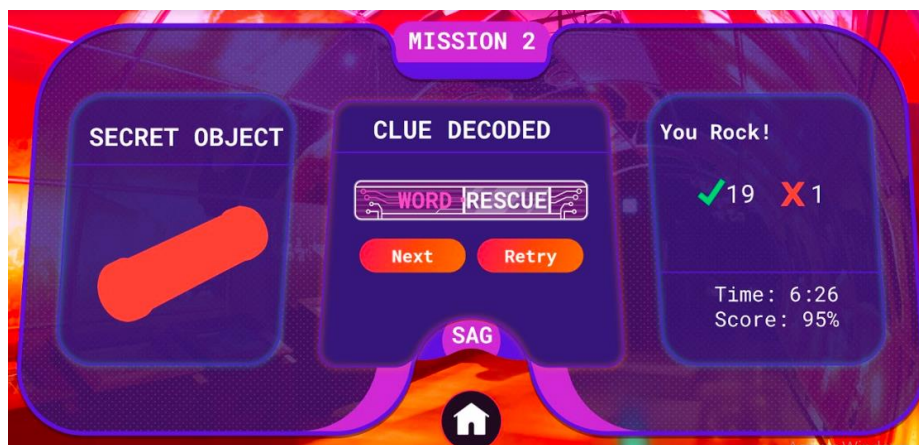 MISSION 2
SECRET OBJECT
CLUE DECODED
WORD RESCUE
Next Retry
SAG
You Rock!
19 1
Time: 6:26
Score: 95%